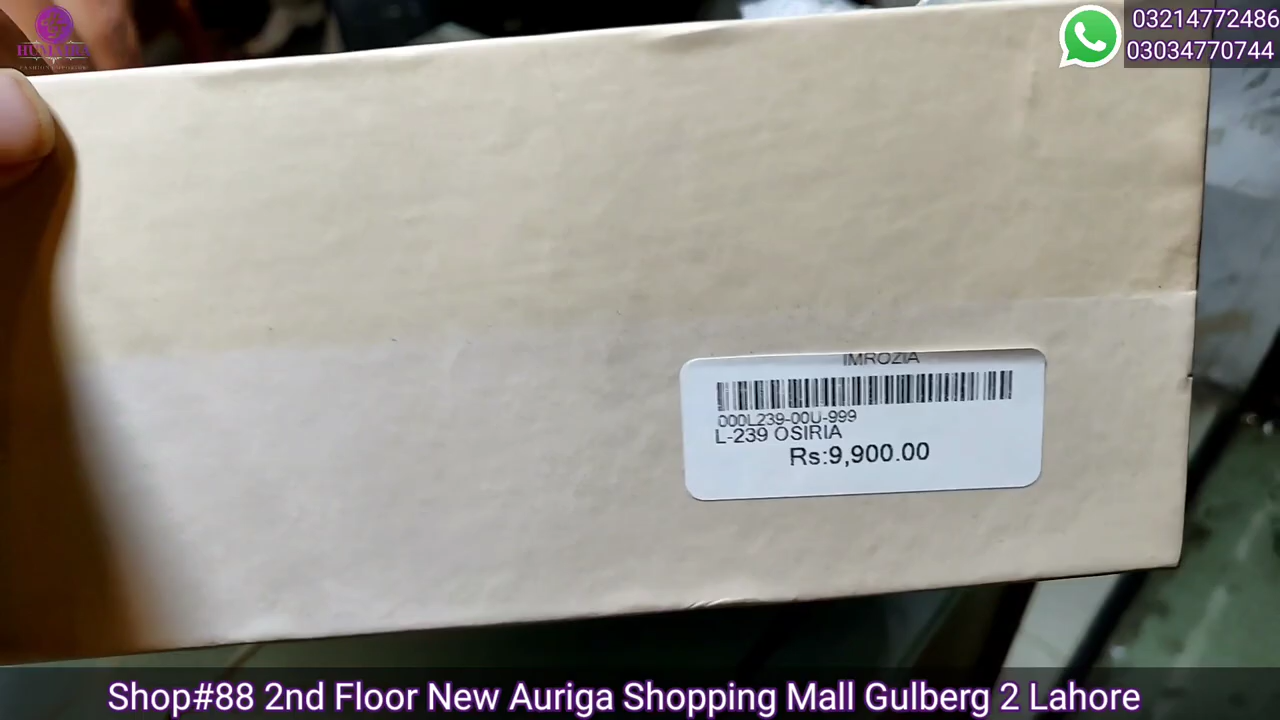 03214772486
03034770744
IMROZIA
000L239-00U-999
L-239 OSIRIA
Rs:9,900.00
Shop#88 2nd Floor New Auriga Shopping Mall Gulberg 2 Lahore